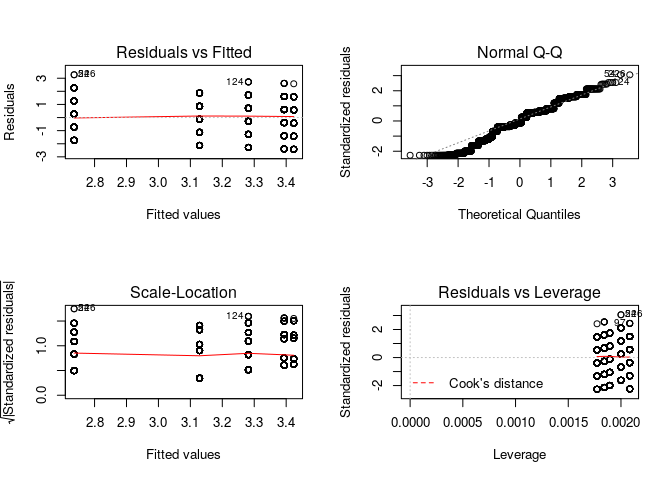 Residuals vs Fitted
Residuals
3
1
-1
-3
124
2.8 2.9 3.0 3.1 3.2 3.3 3.4
Fitted values
Normal Q-Q
Standardized residuals
2
0
-2
-3 -1 0 1 3
Theoretical Quantiles
Scale-Location
√|Standardized residuals|
1.0
0.0
124
2.8 2.9 3.0 3.1 3.2 3.3 3.4
Fitted values
Residuals vs Leverage
Standardized residuals
2
0
-2
Cook's distance
0.0000 0.0005 0.0010 0.0015 0.0020
Leverage